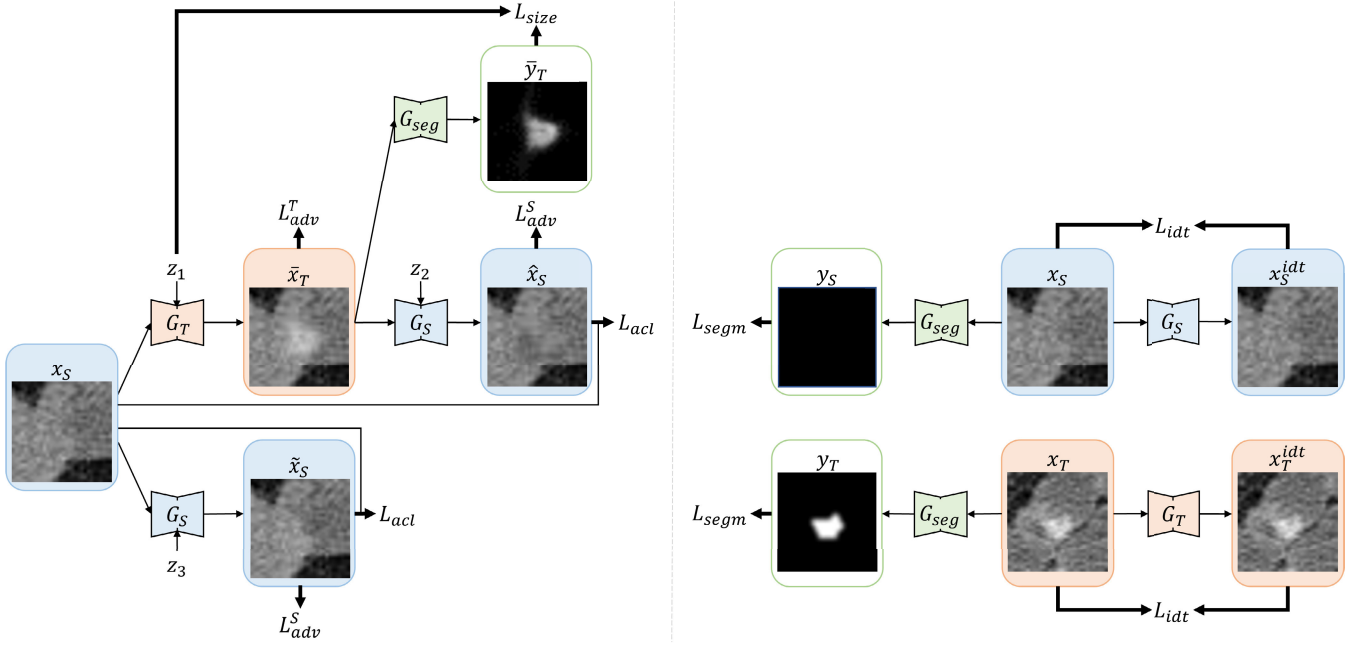 L_size
ȳ_T
G_seg
L^T_adv
L^S_adv
z_1
x̄_T
z_2
x̂_S
G_T
G_S
L_acl
x_S
x̃_S
G_S
L_acl
z_3
L^S_adv
L_idt
y_S
x_S
x_S^idt
L_segm
G_seg
G_S
y_T
x_T
x_T^idt
L_segm
G_seg
G_T
L_idt